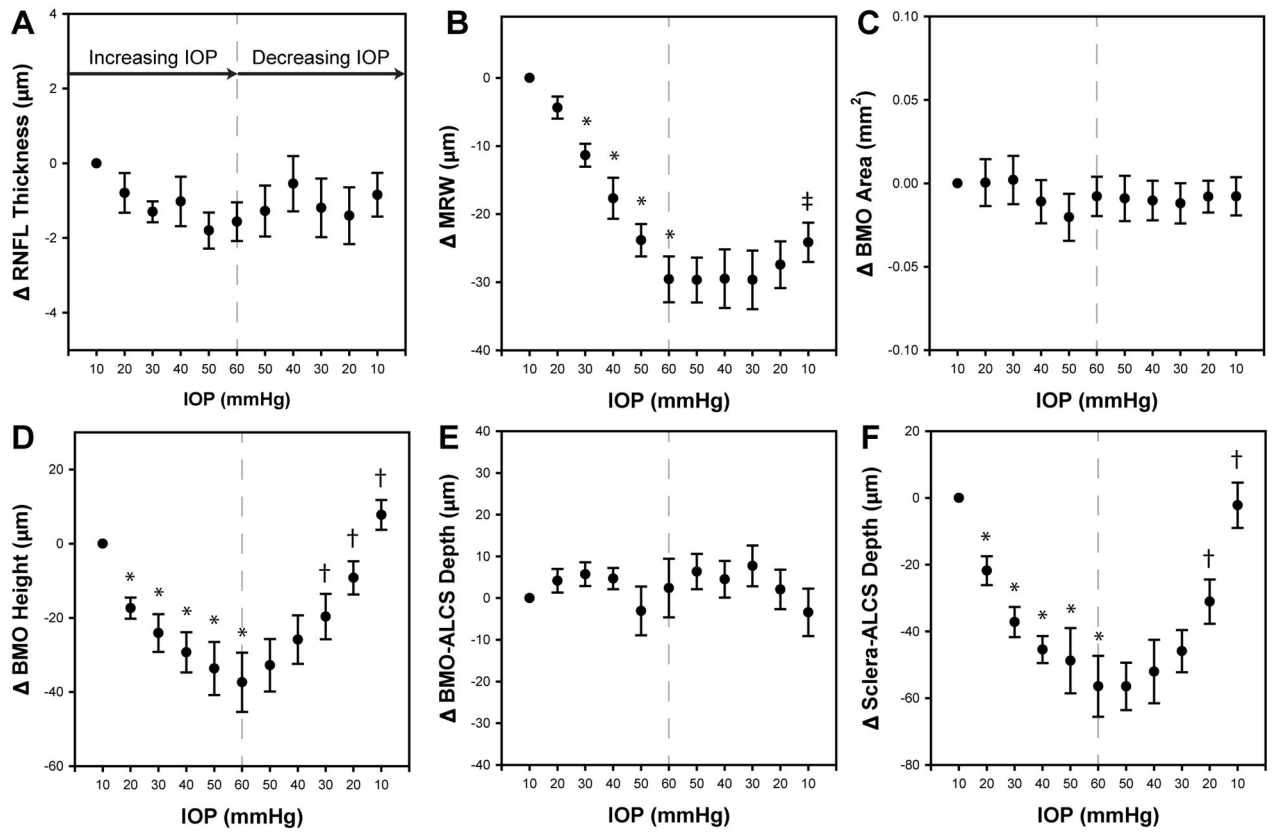 A
Δ RNFL Thickness (μm)
4
2
0
-2
-4
Increasing IOP
Decreasing IOP
10 20 30 40 50 60 50 40 30 20 10
IOP (mmHg)
B
Δ MRW (μm)
0
-10
-20
-30
-40
* * * * ‡
10 20 30 40 50 60 50 40 30 20 10
IOP (mmHg)
C
Δ BMO Area (mm²)
0.10
0.05
0.00
-0.05
-0.10
10 20 30 40 50 60 50 40 30 20 10
IOP (mmHg)
D
Δ BMO Height (μm)
20
0
-20
-40
-60
* * * * * † † †
10 20 30 40 50 60 50 40 30 20 10
IOP (mmHg)
E
Δ BMO-ALCS Depth (μm)
40
30
20
10
0
-10
-20
-30
-40
10 20 30 40 50 60 50 40 30 20 10
IOP (mmHg)
F
Δ Sclera-ALCS Depth (μm)
20
0
-20
-40
-60
-80
* * * * * † †
10 20 30 40 50 60 50 40 30 20 10
IOP (mmHg)